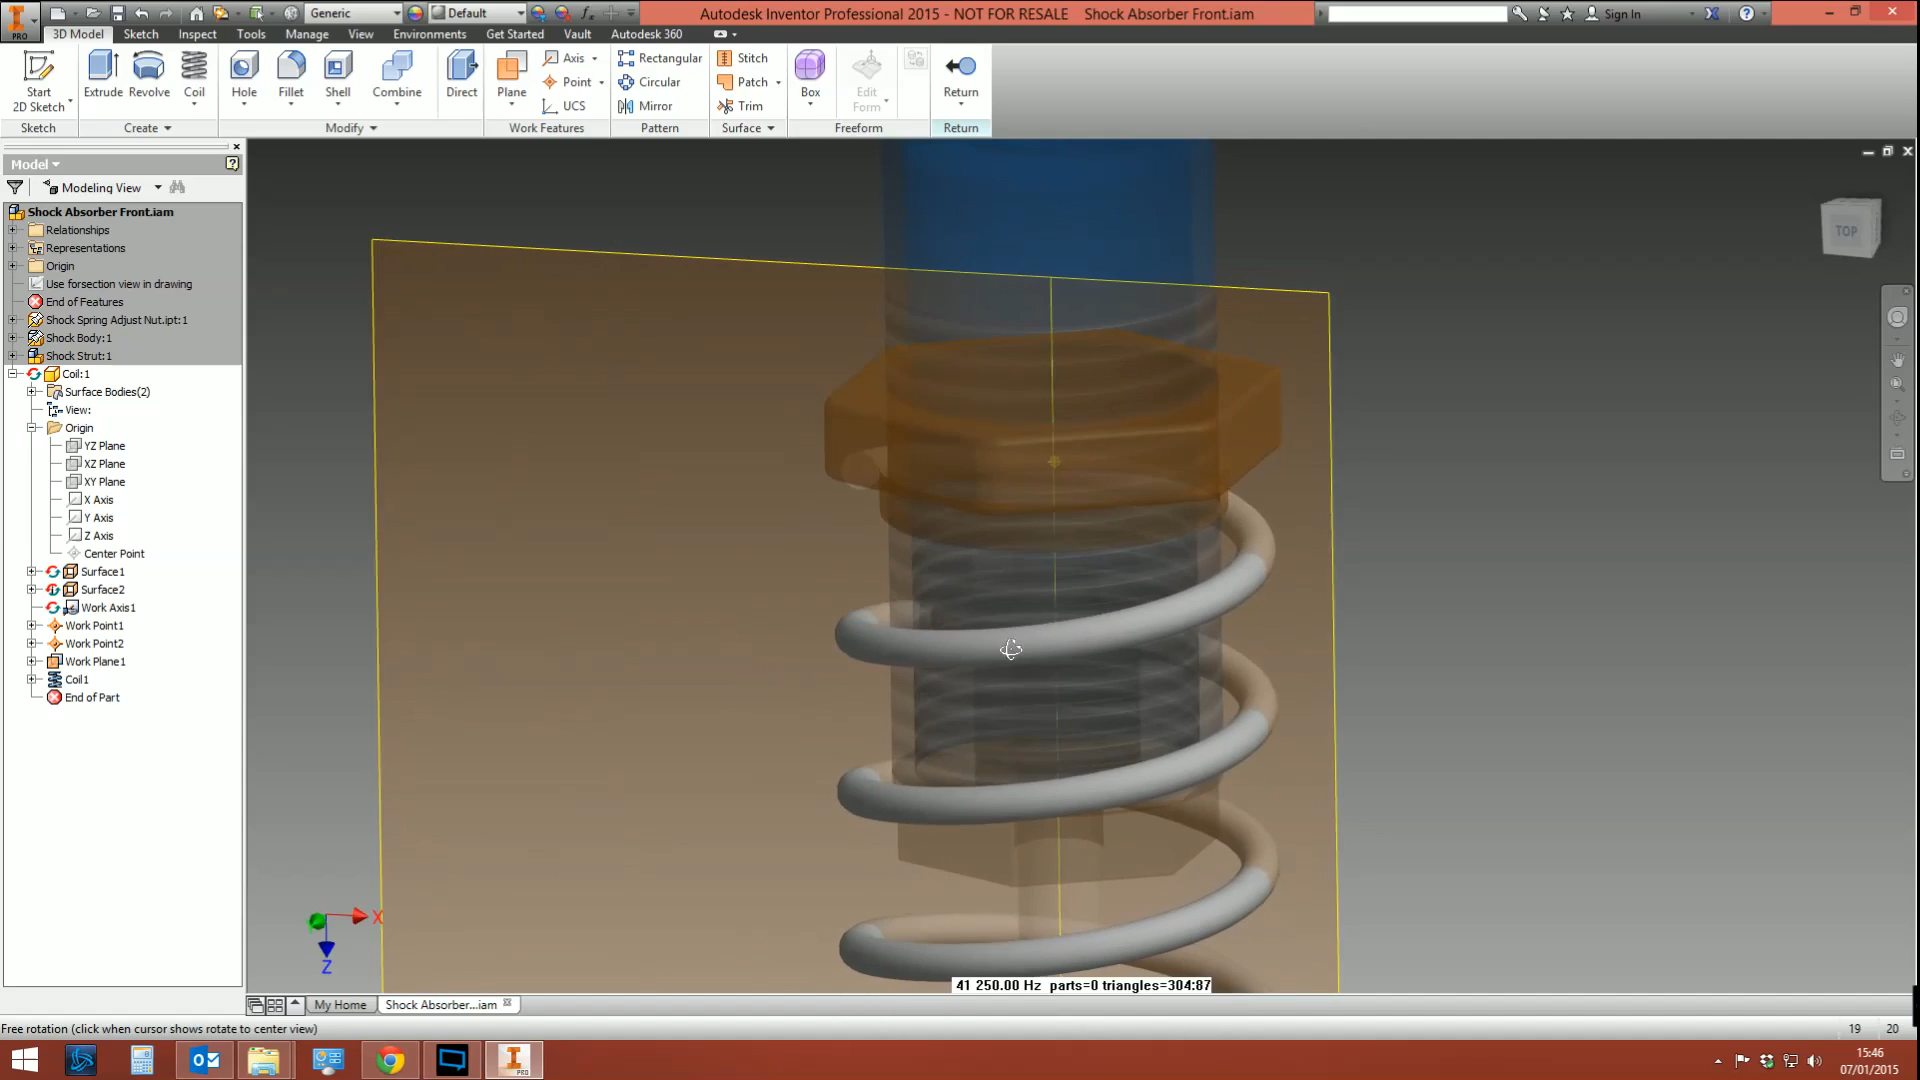 Generic
Default
Autodesk Inventor Professional 2015 - NOT FOR RESALE Shock Absorber Front.iam
Sign In
PRO
3D Model Sketch Inspect Tools Manage View Environments Get Started Vault Autodesk 360
Start
2D Sketch
Extrude Revolve Coil
Hole Fillet Shell Combine
Direct
Plane
Axis
Point
UCS
Rectangular
Circular
Mirror
Stitch
Patch
Trim
Box
Edit
Form
Return
Sketch Create Modify Work Features Pattern Surface Freeform Return
Model
Modeling View
Shock Absorber Front.iam
Relationships
Representations
Origin
Use forsection view in drawing
End of Features
Shock Spring Adjust Nut.ipt:1
Shock Body:1
Shock Strut:1
Coil:1
Surface Bodies(2)
View:
Origin
YZ Plane
XZ Plane
XY Plane
X Axis
Y Axis
Z Axis
Center Point
Surface1
Surface2
Work Axis1
Work Point1
Work Point2
Work Plane1
Coil1
End of Part
TOP
X
Z
41 250.00 Hz parts=0 triangles=304:87
My Home Shock Absorber...iam
Free rotation (click when cursor shows rotate to center view)
19 20
PRO
15:46
07/01/2015